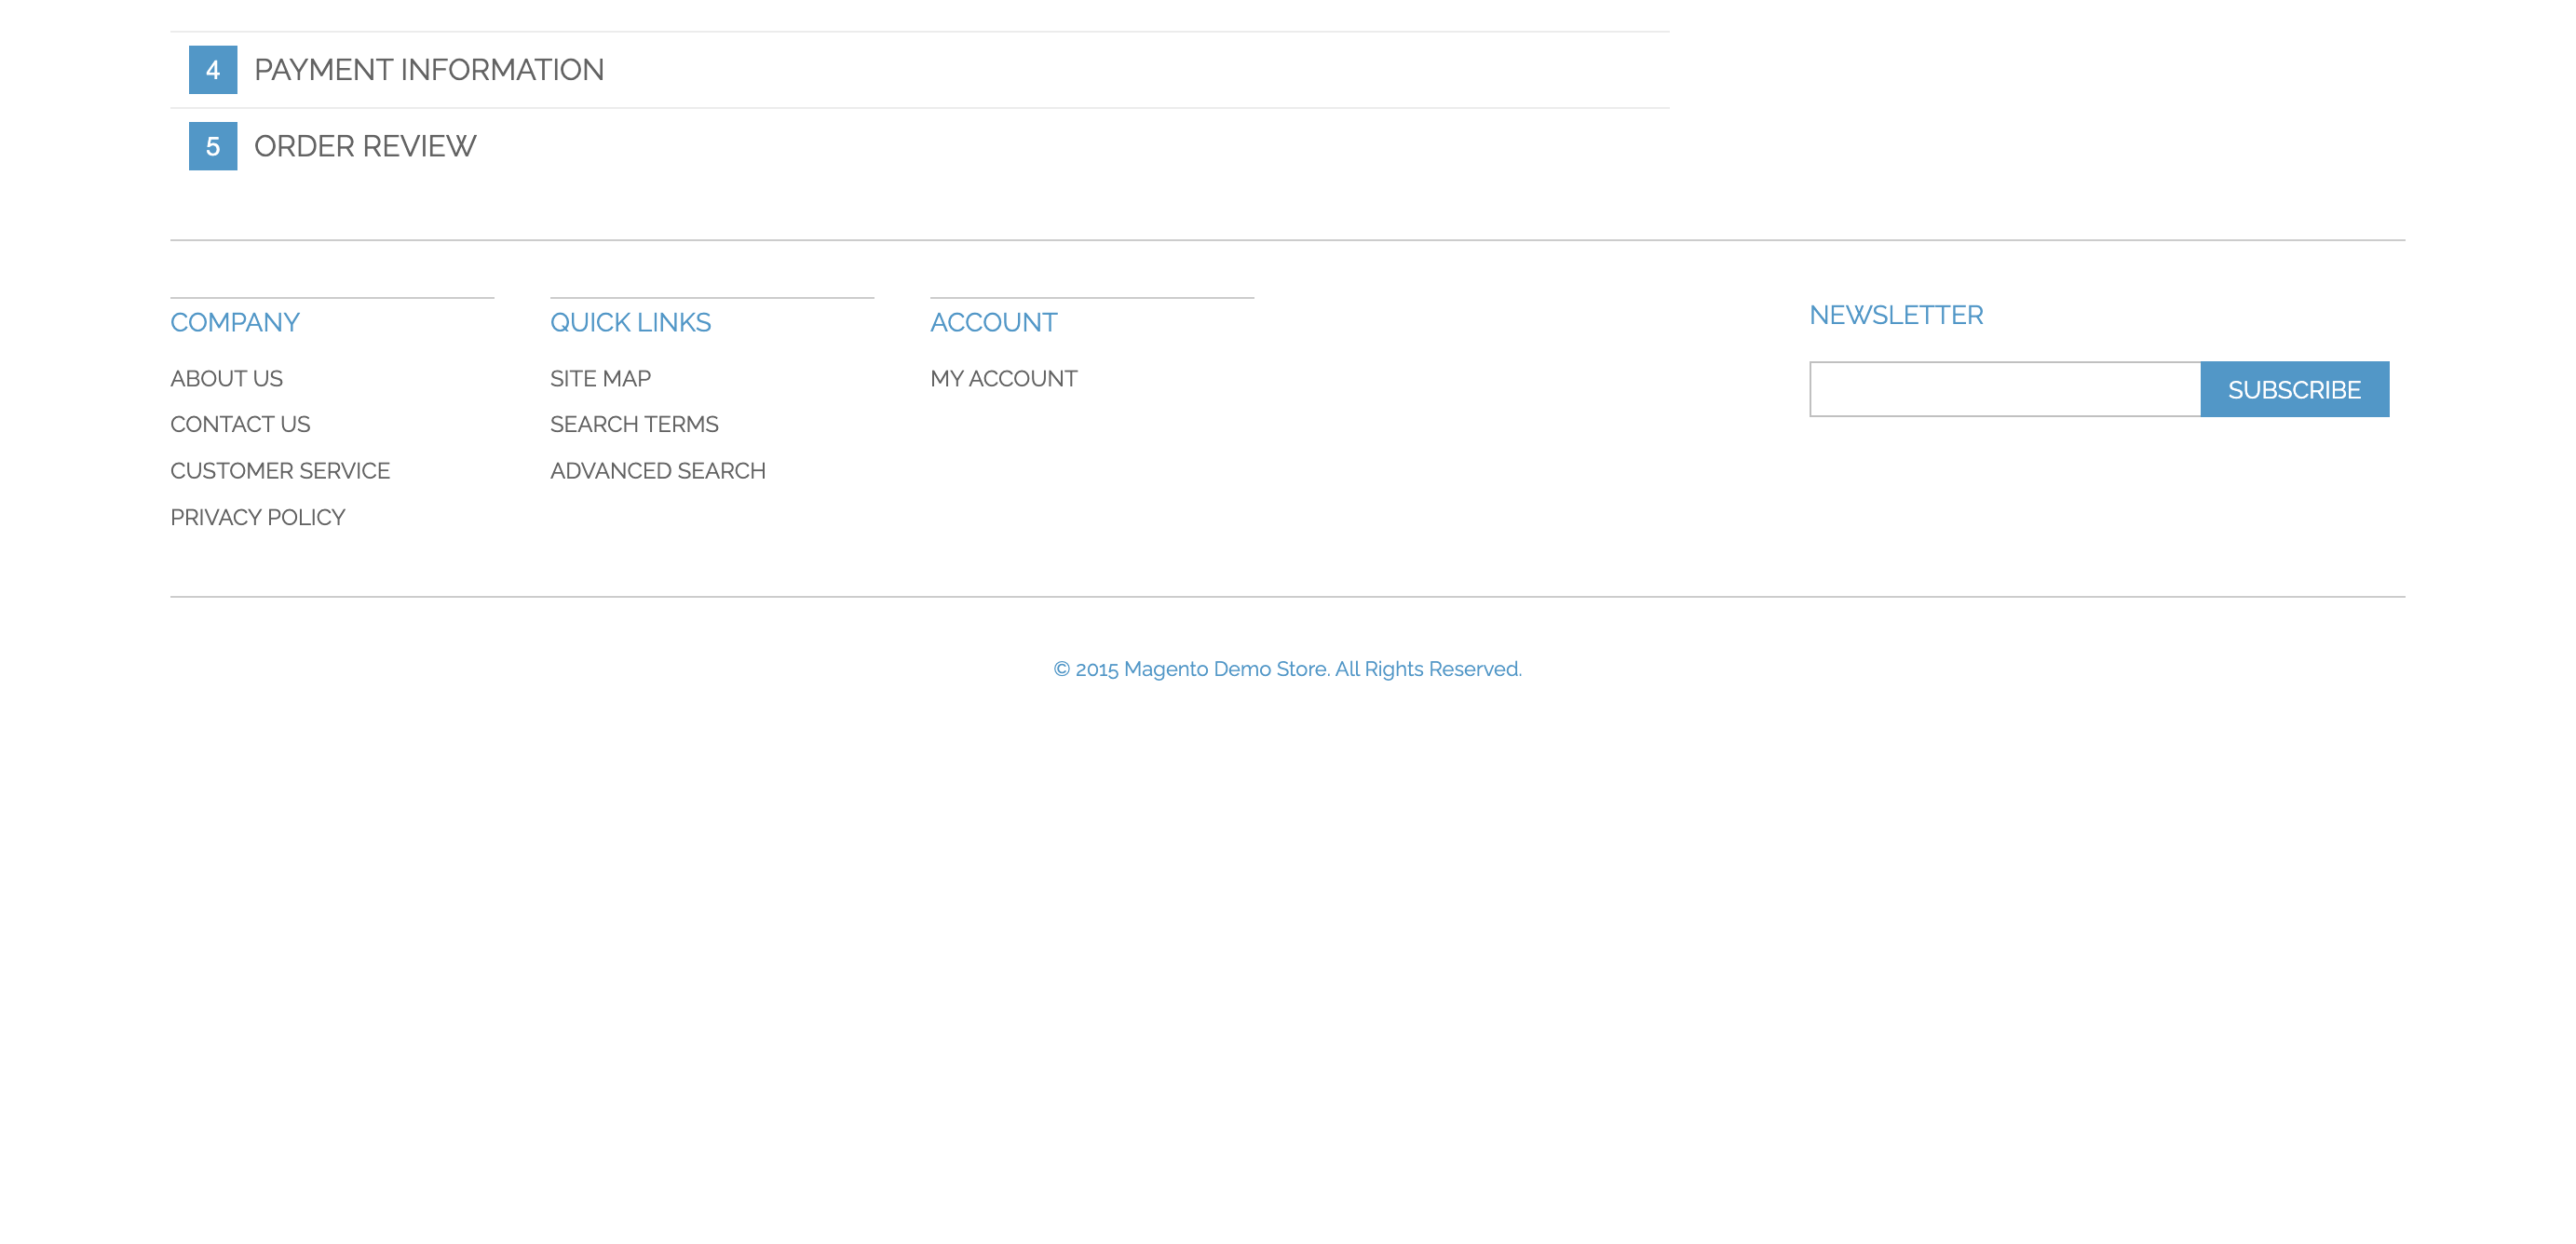 4 PAYMENT INFORMATION
5 ORDER REVIEW
COMPANY
ABOUT US
CONTACT US
CUSTOMER SERVICE
PRIVACY POLICY
QUICK LINKS
SITE MAP
SEARCH TERMS
ADVANCED SEARCH
ACCOUNT
MY ACCOUNT
NEWSLETTER
SUBSCRIBE
© 2015 Magento Demo Store. All Rights Reserved.